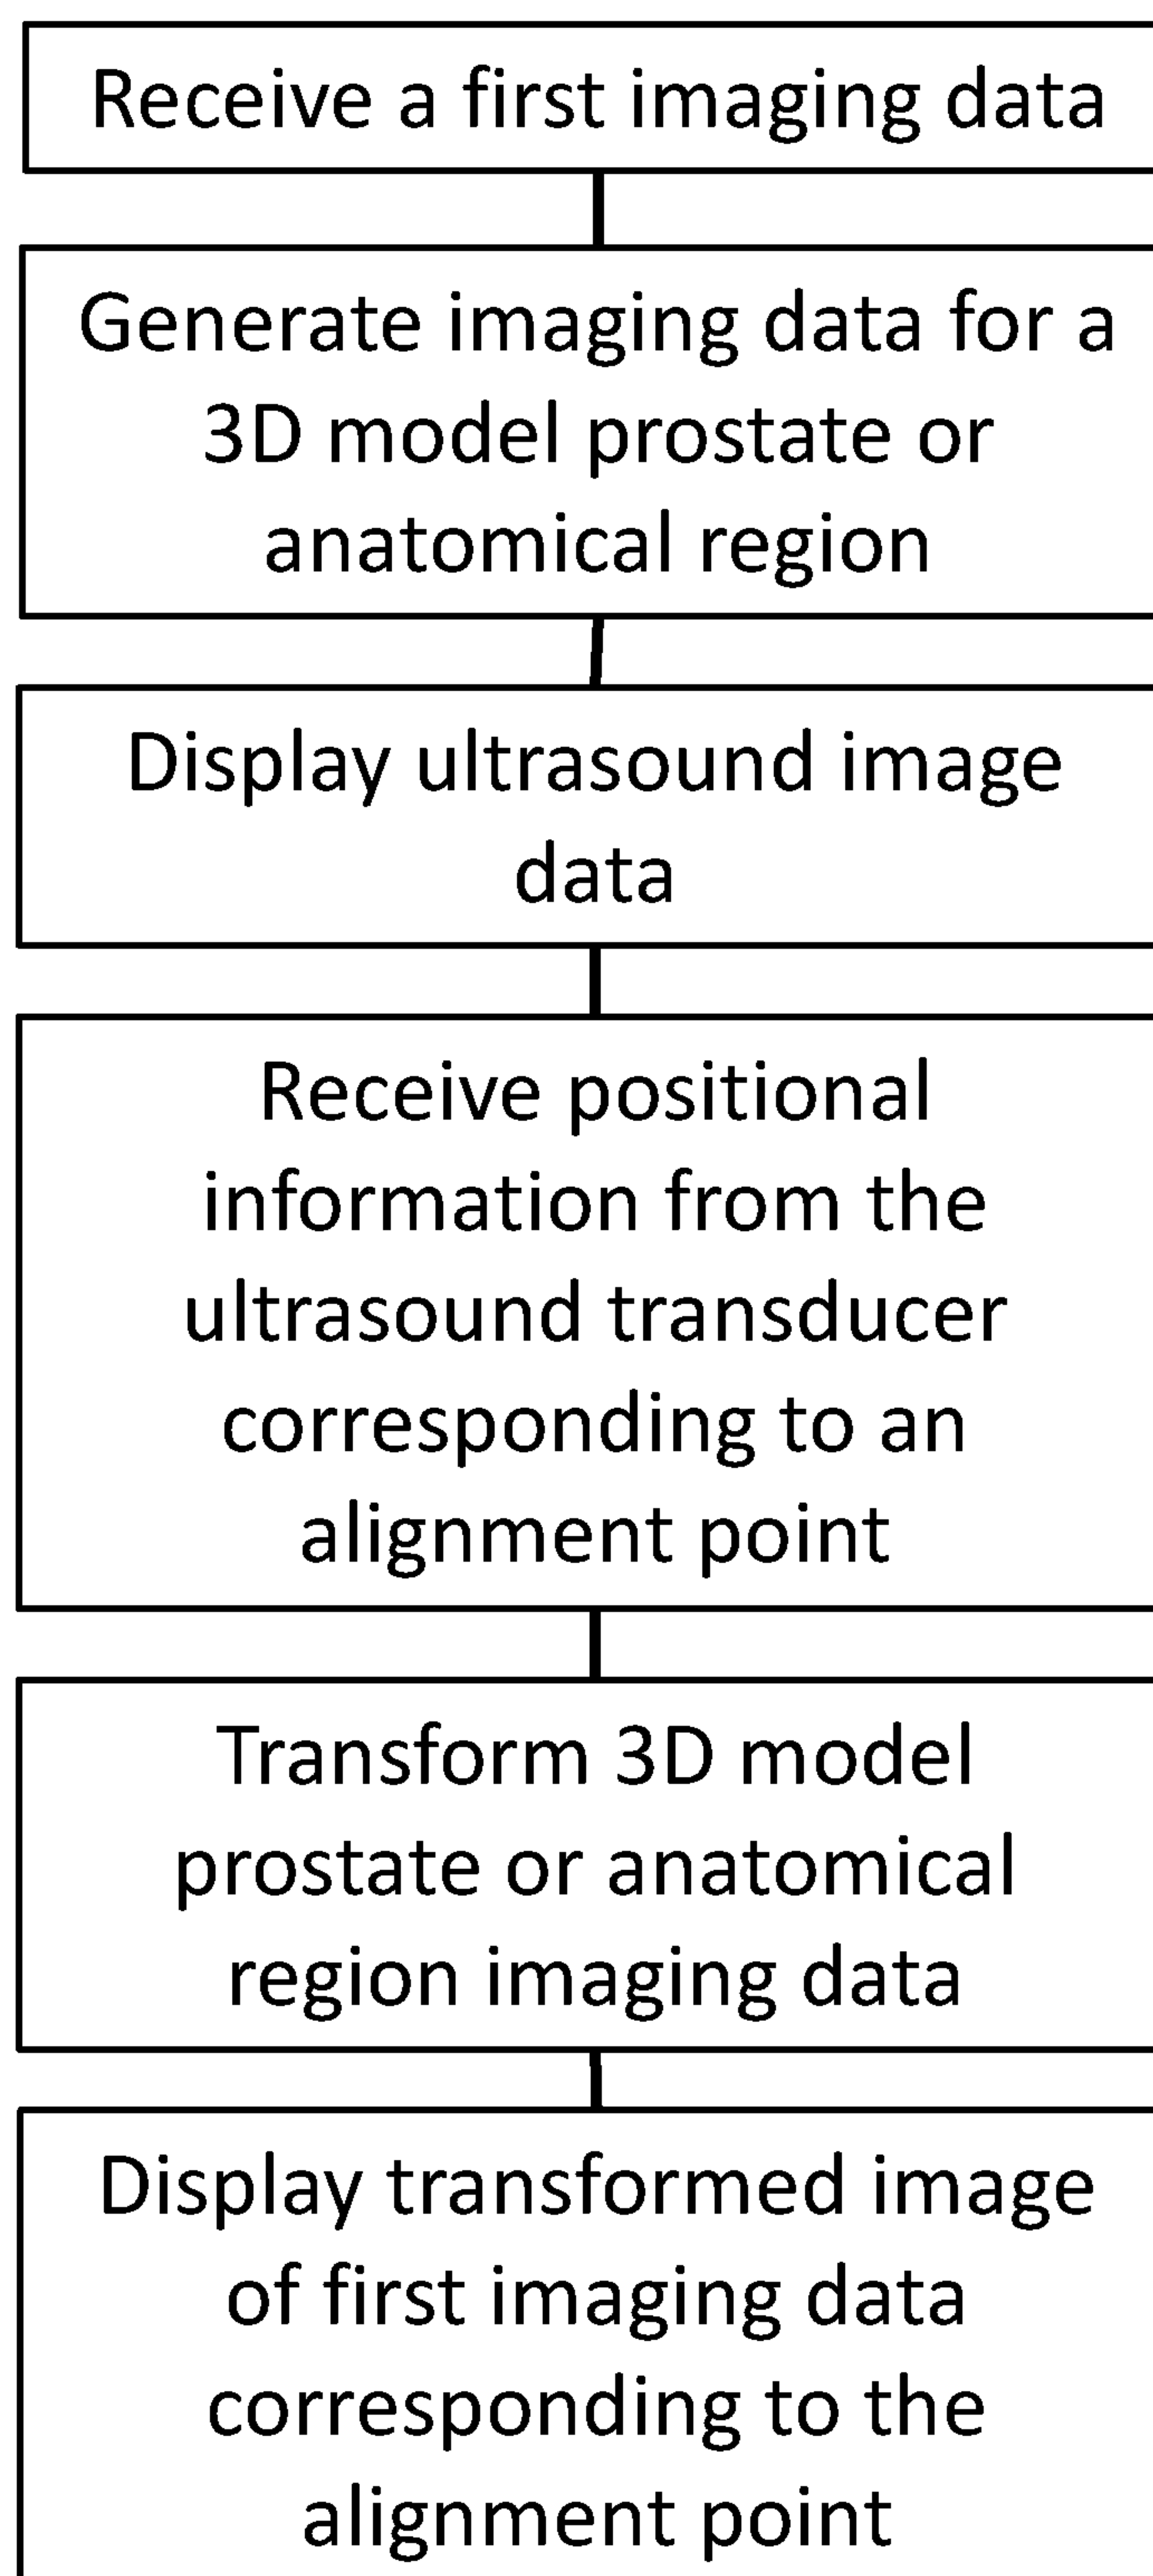 Receive a first imaging data
Generate imaging data for a
3D model prostate or
anatomical region
Display ultrasound image
data
Receive positional
information from the
ultrasound transducer
corresponding to an
alignment point
Transform 3D model
prostate or anatomical
region imaging data
Display transformed image
of first imaging data
corresponding to the
alignment point